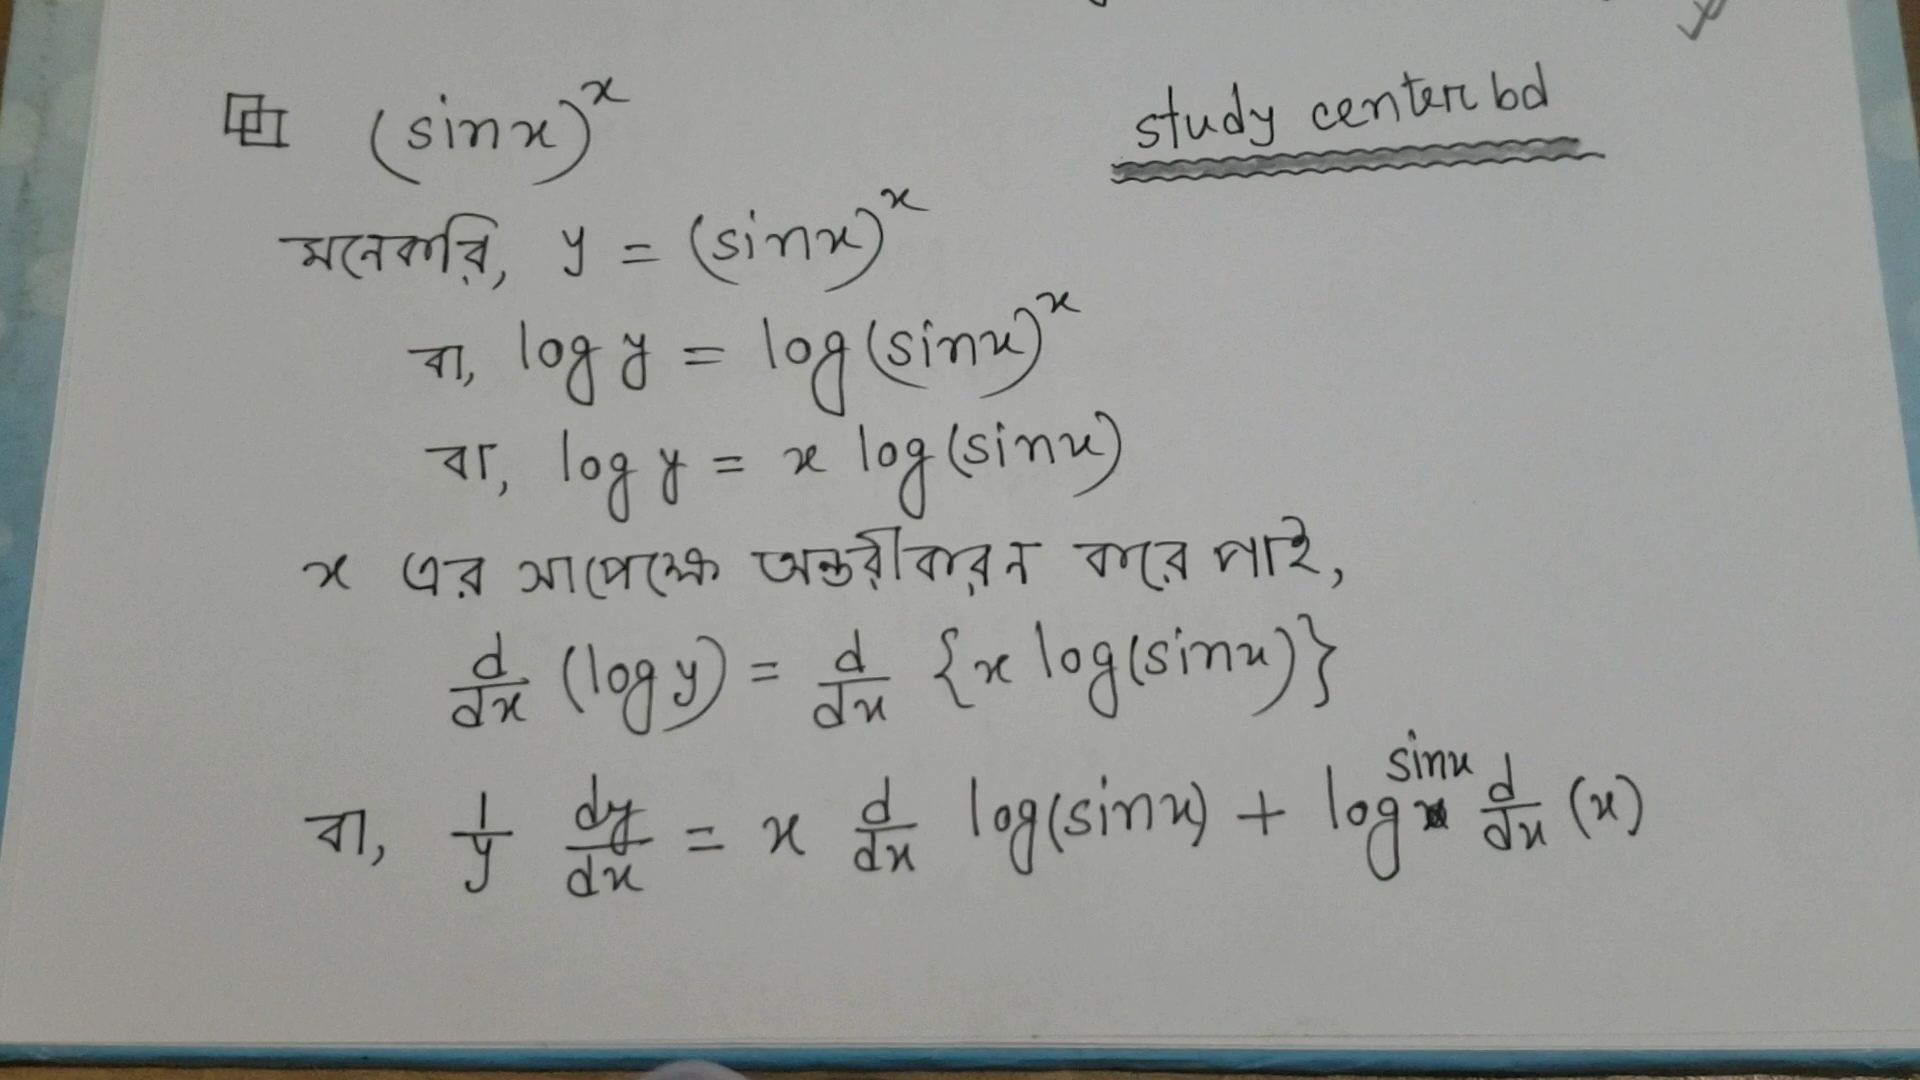 (sinx)^x
study center bd
মনেকরি, y = (sinx)^x
বা, log y = log(sinx)^x
বা, log y = x log(sinx)
x এর সাপেক্ষে অন্তরীকরন করে পাই,
d/dx (log y) = d/dx {x log(sinx)}
বা, 1/y dy/dx = x d/dx log(sinx) + log sinx d/dx (x)